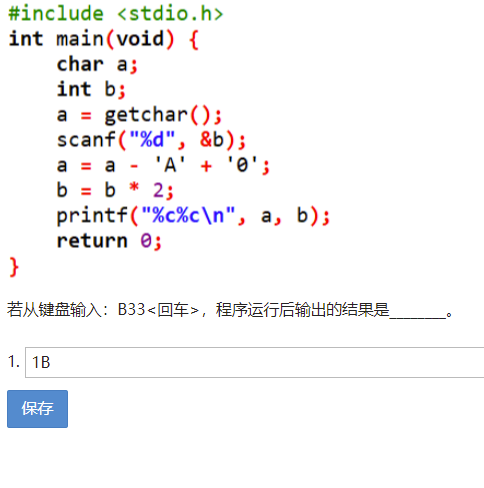 #include <stdio.h>
int main(void) {
    char a;
    int b;
    a = getchar();
    scanf("%d", &b);
    a = a - 'A' + '0';
    b = b * 2;
    printf("%c%c\n", a, b);
    return 0;
}
若从键盘输入：B33<回车>，程序运行后输出的结果是________。
1. 1B
保存